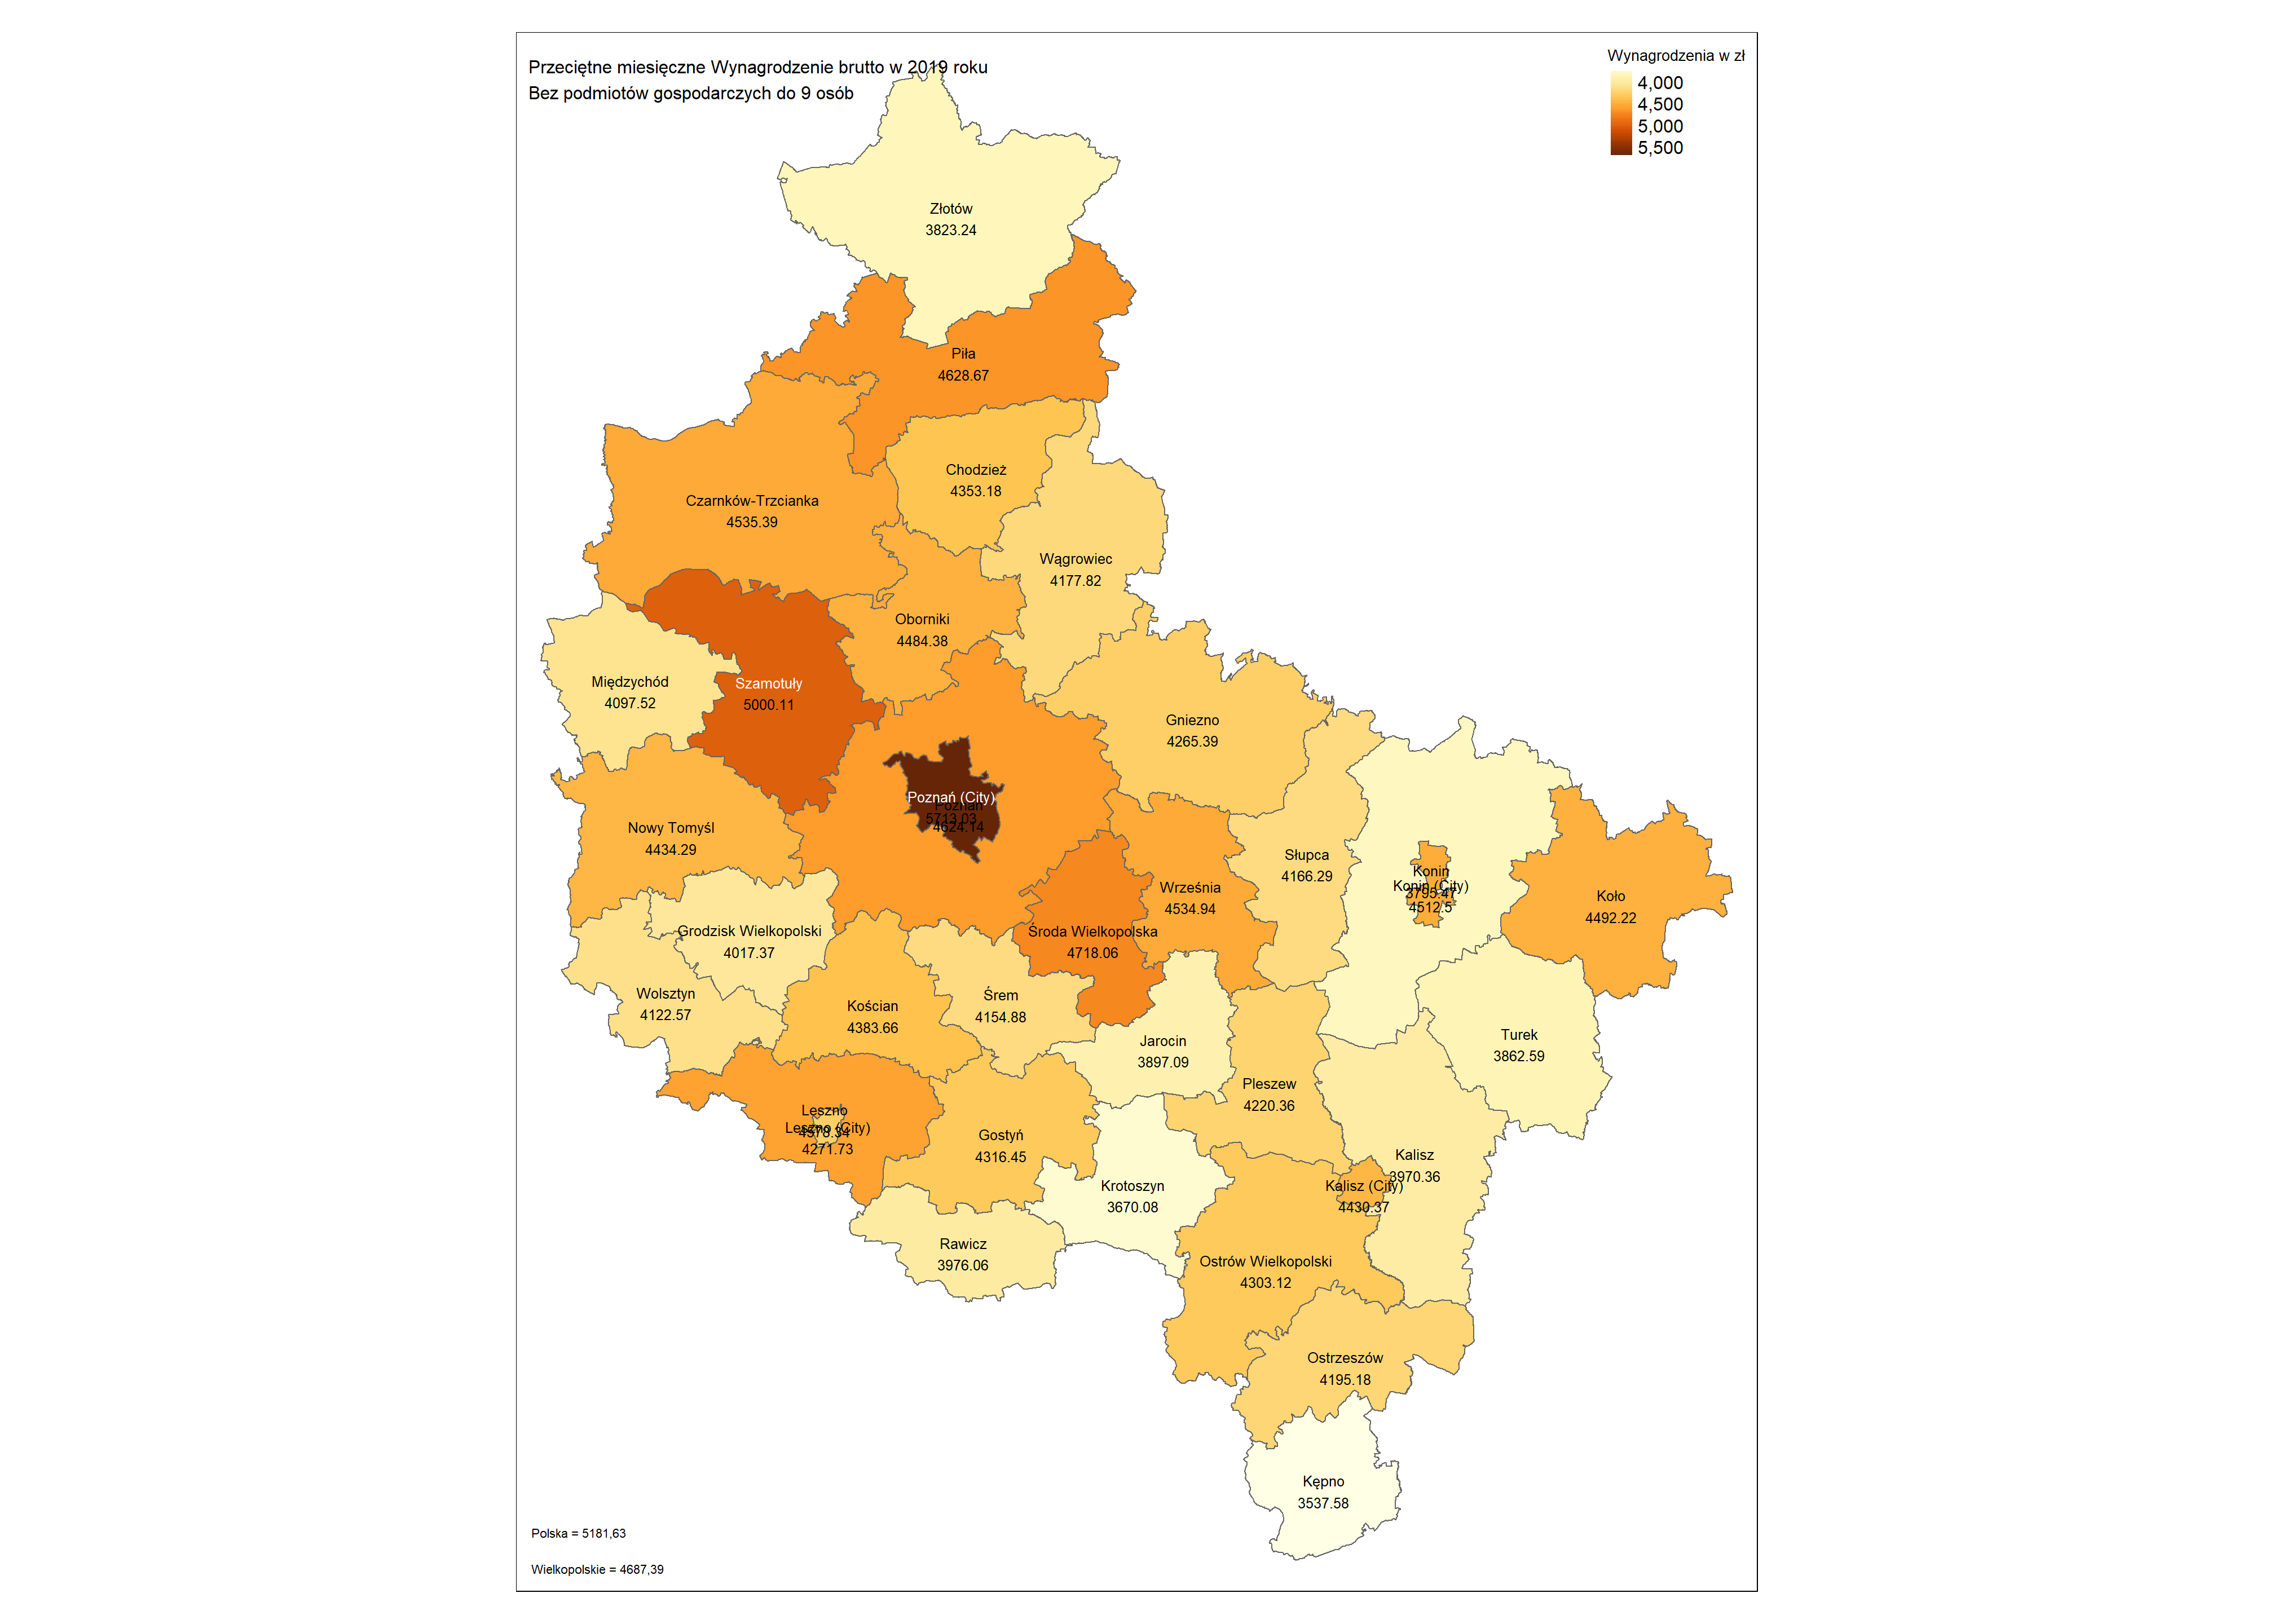 Przeciętne miesięczne Wynagrodzenie brutto w 2019 roku
Bez podmiotów gospodarczych do 9 osób
Wynagrodzenia w zł
4,000
4,500
5,000
5,500
Złotów
3823.24
Piła
4628.67
Chodzież
4353.18
Czarnków-Trzcianka
4535.39
Wągrowiec
4177.82
Oborniki
4484.38
Międzychód
4097.52
Szamotuły
5000.11
Gniezno
4265.39
Poznań (City)
Poznań
5713.03
4624.14
Nowy Tomyśl
4434.29
Słupca
4166.29
Konin
Konin (City)
3795.47
4512.5
Koło
4492.22
Września
4534.94
Środa Wielkopolska
4718.06
Grodzisk Wielkopolski
4017.37
Wolsztyn
4122.57
Kościan
4383.66
Śrem
4154.88
Jarocin
3897.09
Turek
3862.59
Pleszew
4220.36
Leszno
Leszno (City)
4578.34
4271.73
Gostyń
4316.45
Kalisz
3970.36
Kalisz (City)
4430.37
Krotoszyn
3670.08
Rawicz
3976.06
Ostrów Wielkopolski
4303.12
Ostrzeszów
4195.18
Kępno
3537.58
Polska = 5181,63
Wielkopolskie = 4687,39